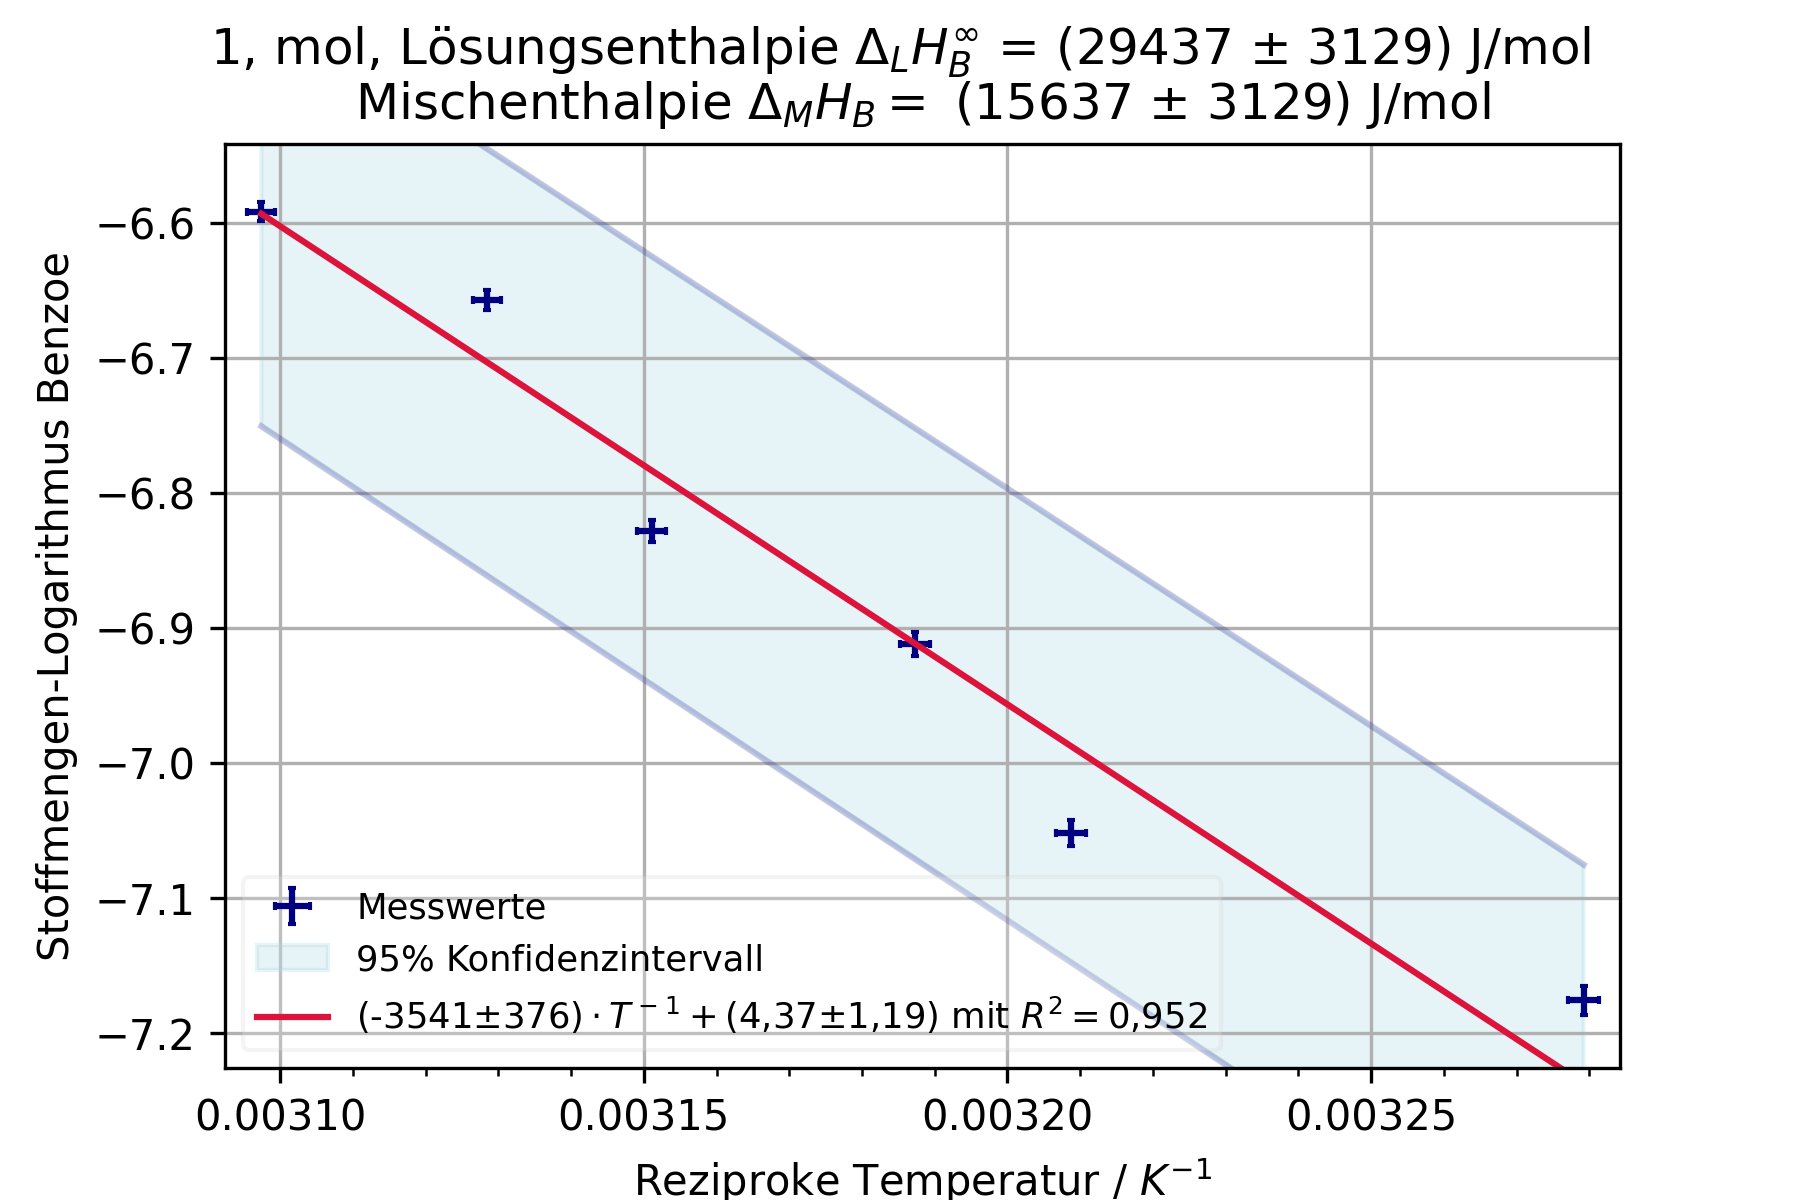 1, mol, Lösungsenthalpie Δ_L H_B^∞ = (29437 ± 3129) J/mol
Mischenthalpie Δ_M H_B = (15637 ± 3129) J/mol
Stoffmengen-Logarithmus Benzoe
−6.6
−6.7
−6.8
−6.9
−7.0
−7.1
−7.2
Messwerte
95% Konfidenzintervall
(-3541±376) · T^−1 + (4,37±1,19) mit R^2 = 0,952
0.00310 0.00315 0.00320 0.00325
Reziproke Temperatur / K^−1